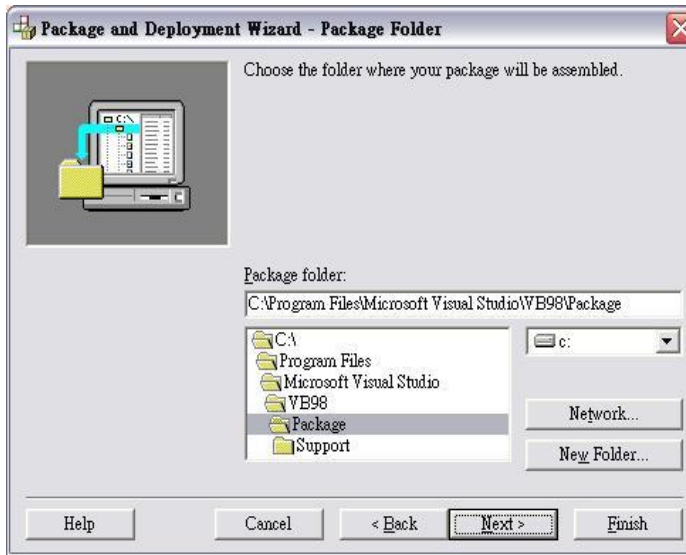 Package and Deployment Wizard - Package Folder
Choose the folder where your package will be assembled.
C:\
Package folder:
C:\Program Files\Microsoft Visual Studio\VB98\Package
C:\
c:
Program Files
Microsoft Visual Studio
VB98
Package
Support
Network...
New Folder...
Help
Cancel
< Back
Next >
Finish